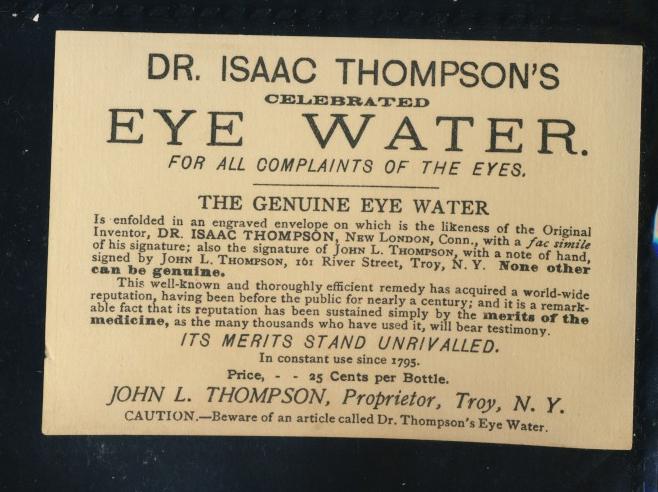 DR. ISAAC THOMPSON'S
CELEBRATED
EYE WATER.
FOR ALL COMPLAINTS OF THE EYES.
THE GENUINE EYE WATER
Is enfolded in an engraved envelope on which is the likeness of the Original
Inventor, DR. ISAAC THOMPSON, NEW LONDON, Conn., with a fac simile
of his signature; also the signature of JOHN L. THOMPSON, with a note of hand,
signed by JOHN L. THOMPSON, 161 River Street, Troy, N. Y. None other
can be genuine.
This well-known and thoroughly efficient remedy has acquired a world-wide
reputation, having been before the public for nearly a century; and it is a remark-
able fact that its reputation has been sustained simply by the merits of the
medicine, as the many thousands who have used it, will bear testimony.
ITS MERITS STAND UNRIVALLED.
In constant use since 1795.
Price, - - 25 Cents per Bottle.
JOHN L. THOMPSON, Proprietor, Troy, N. Y.
CAUTION.—Beware of an article called Dr. Thompson's Eye Water.